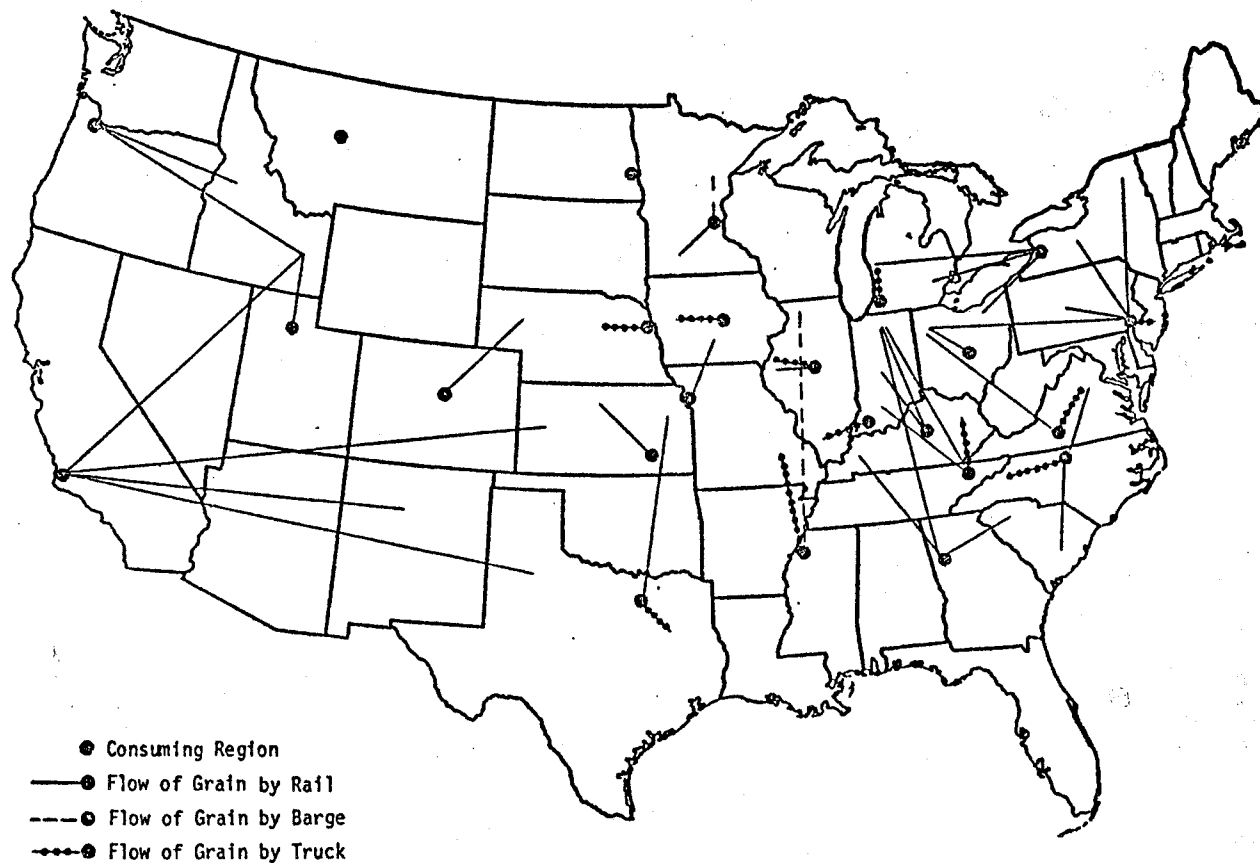 Consuming Region
Flow of Grain by Rail
Flow of Grain by Barge
Flow of Grain by Truck